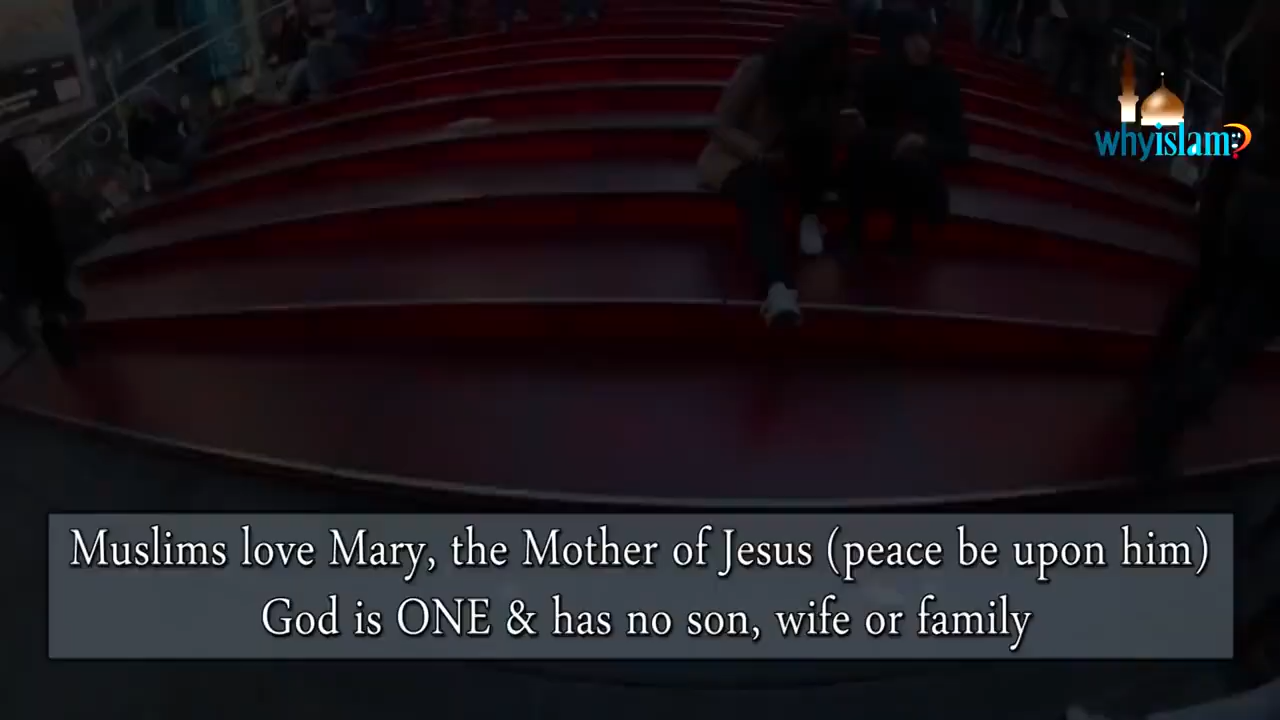 whyislam?
Muslims love Mary, the Mother of Jesus (peace be upon him)
God is ONE & has no son, wife or family